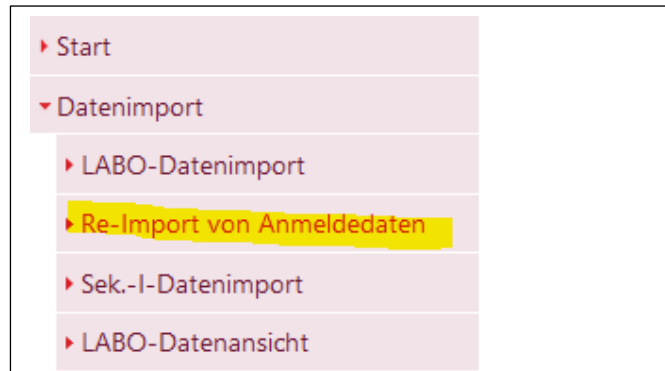 Start
Datenimport
LABO-Datenimport
Re-Import von Anmeldedaten
Sek.-I-Datenimport
LABO-Datenansicht